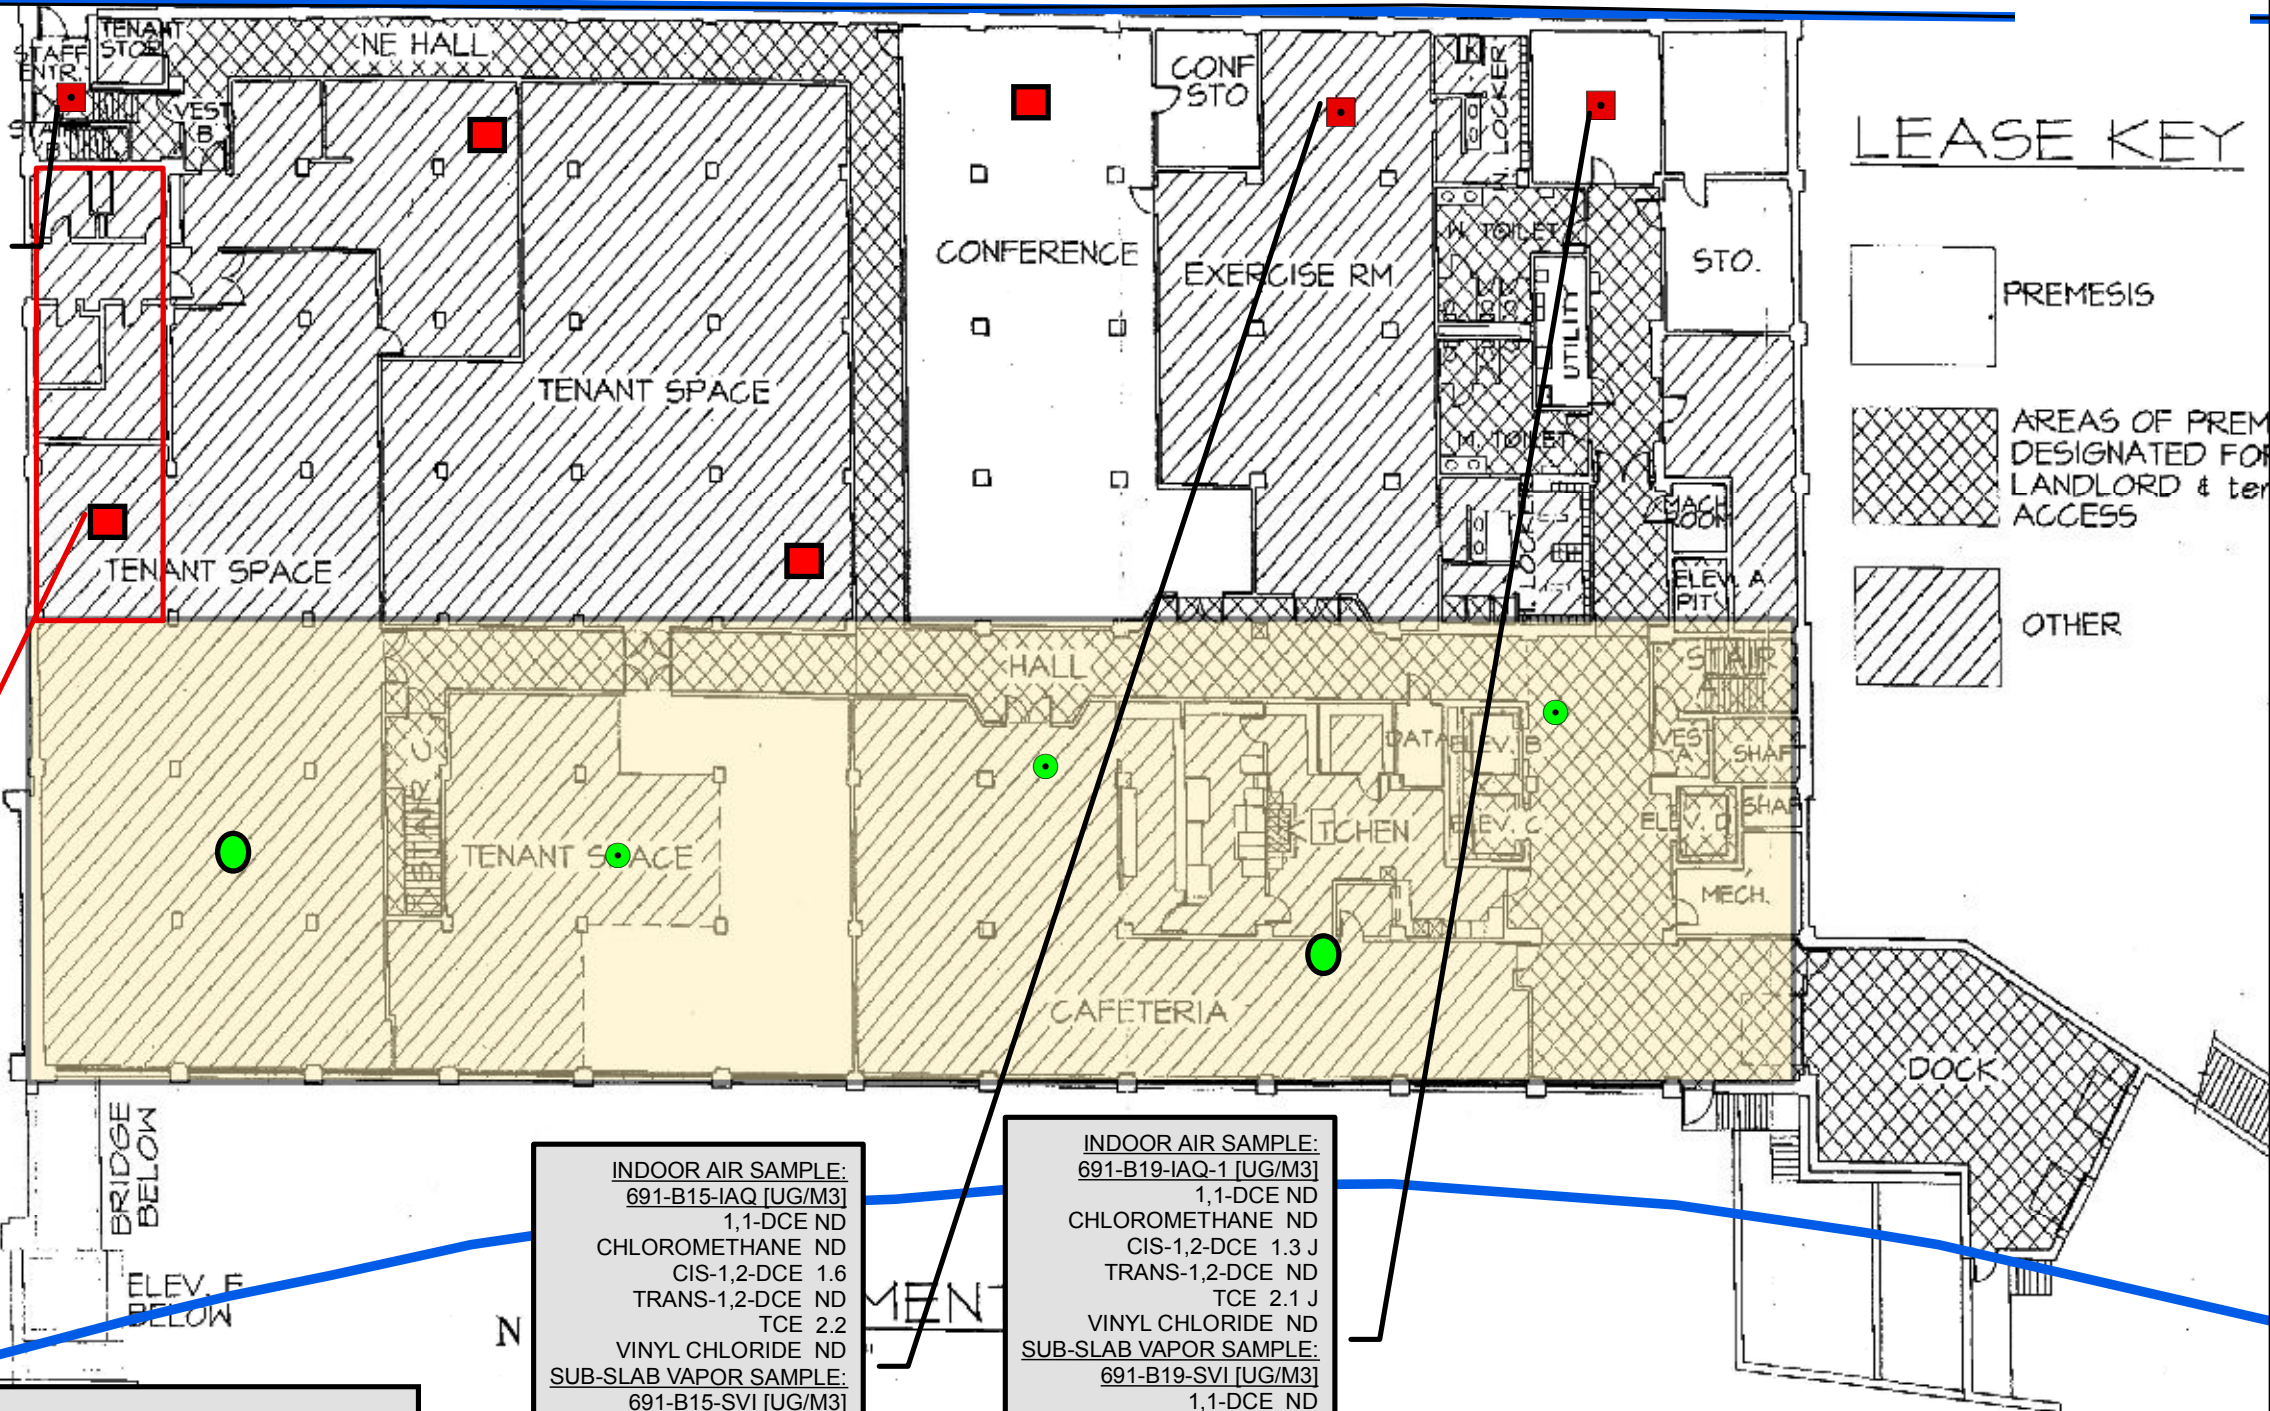 TENANT
STOR.
STAFF
ENTR.
NE HALL
VEST
B
CONF
STO
CONFERENCE
EXERCISE RM
W. TOILET
UTILITY
STO.
M. TOILET
MACH
ROOM
ELEV. A
PIT
TENANT SPACE
TENANT SPACE
LEASE KEY
PREMESIS
AREAS OF PREM
DESIGNATED FOR
LANDLORD & ter
ACCESS
OTHER
HALL
STAIR
A
STAIR C
TENANT SPACE
DATA
ELEV. B
ELEV. C
KITCHEN
VEST
A
SHAF
SHAF
ELEV. D
MECH.
CAFETERIA
DOCK
BRIDGE
BELOW
ELEV. E
BELOW
N
MENT
INDOOR AIR SAMPLE:
691-B15-IAQ [UG/M3]
1,1-DCE ND
CHLOROMETHANE ND
CIS-1,2-DCE 1.6
TRANS-1,2-DCE ND
TCE 2.2
VINYL CHLORIDE ND
SUB-SLAB VAPOR SAMPLE:
691-B15-SVI [UG/M3]
INDOOR AIR SAMPLE:
691-B19-IAQ-1 [UG/M3]
1,1-DCE ND
CHLOROMETHANE ND
CIS-1,2-DCE 1.3 J
TRANS-1,2-DCE ND
TCE 2.1 J
VINYL CHLORIDE ND
SUB-SLAB VAPOR SAMPLE:
691-B19-SVI [UG/M3]
1,1-DCE ND